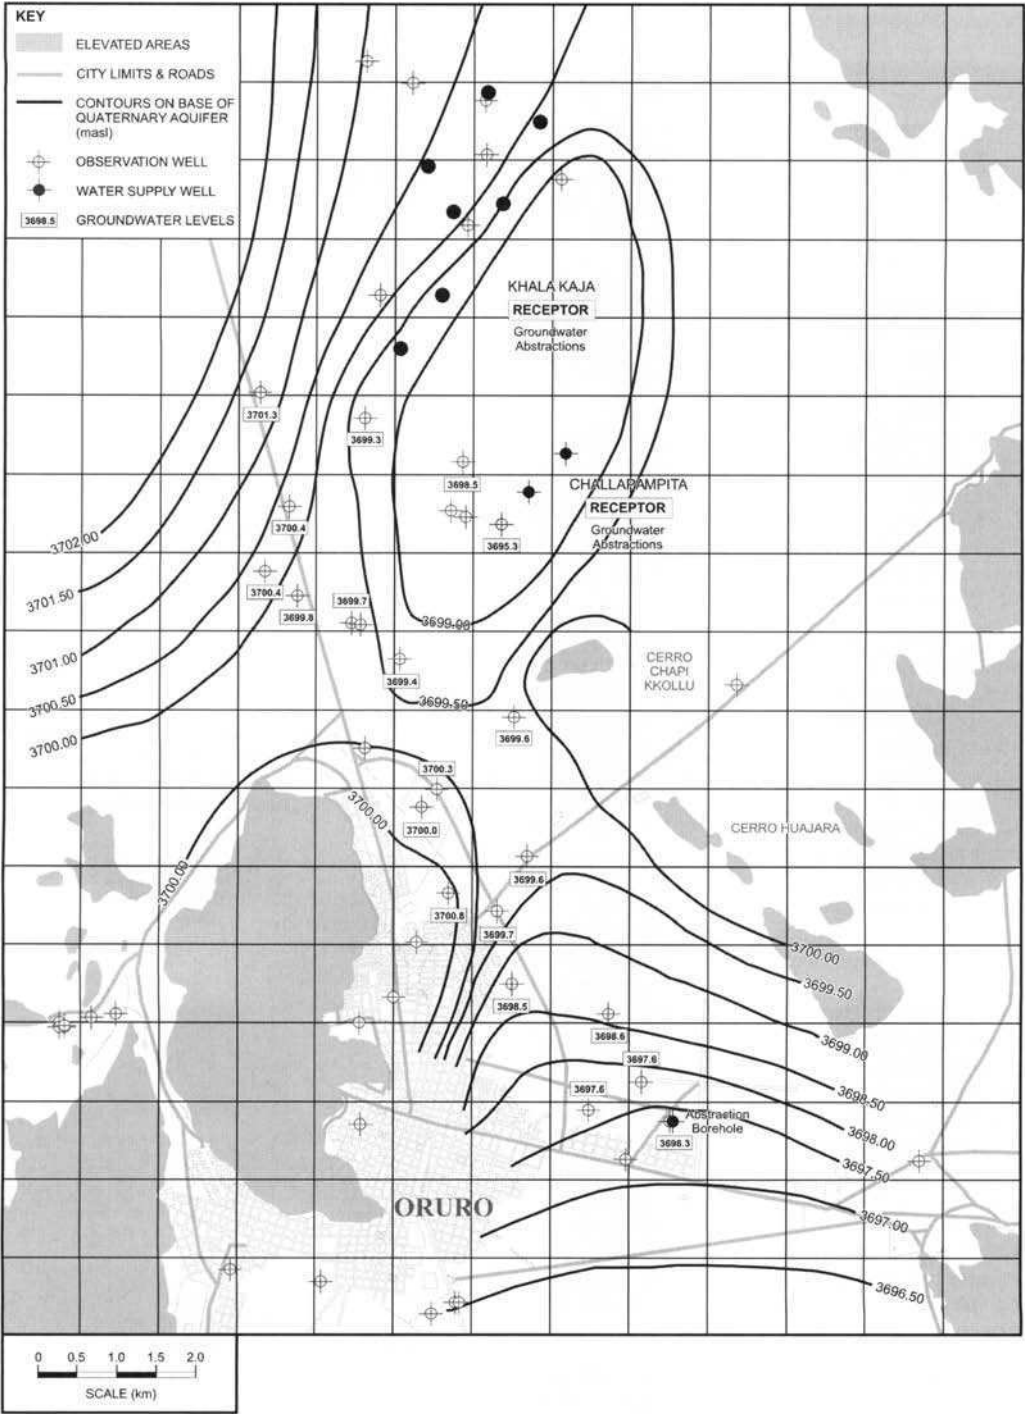 KEY
ELEVATED AREAS
CITY LIMITS & ROADS
CONTOURS ON BASE OF
QUATERNARY AQUIFER
(masl)
OBSERVATION WELL
WATER SUPPLY WELL
3698.5 GROUNDWATER LEVELS
KHALA KAJA
RECEPTOR
Groundwater
Abstractions
3701.3
3699.3
3698.5
CHALLAPAMPITA
RECEPTOR
Groundwater
Abstractions
3700.4
3695.3
3702.00
3701.50
3700.4
3699.8
3699.7
3699.00
3701.00
3699.4
CERRO
CHAPI
KKOLLU
3700.50
3699.50
3700.00
3699.6
3700.3
3700.00
3700.0
CERRO HUAJARA
3700.00
3699.6
3700.8
3699.7
3700.00
3699.50
3698.5
3698.6
3699.00
3697.6
3697.6
3698.50
Abstraction
Borehole
3698.3
3698.00
3697.50
ORURO
3697.00
3696.50
0 0.5 1.0 1.5 2.0
SCALE (km)